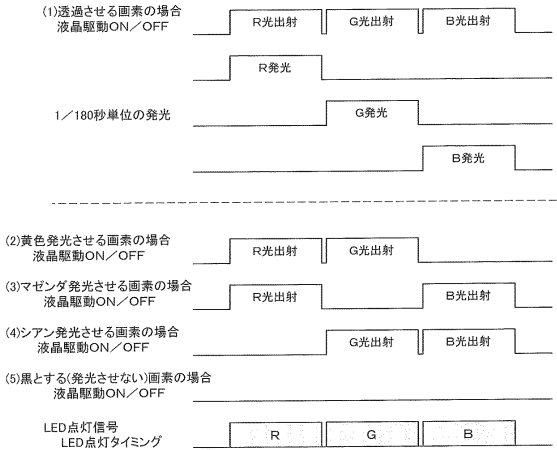 (1)透過させる画素の場合
液晶駆動ON／OFF
R光出射 G光出射 B光出射
R発光
1／180秒単位の発光
G発光
B発光
(2)黄色発光させる画素の場合
液晶駆動ON／OFF
R光出射 G光出射
(3)マゼンダ発光させる画素の場合
液晶駆動ON／OFF
R光出射 B光出射
(4)シアン発光させる画素の場合
液晶駆動ON／OFF
G光出射 B光出射
(5)黒とする(発光させない)画素の場合
液晶駆動ON／OFF
LED点灯信号
LED点灯タイミング
R G B